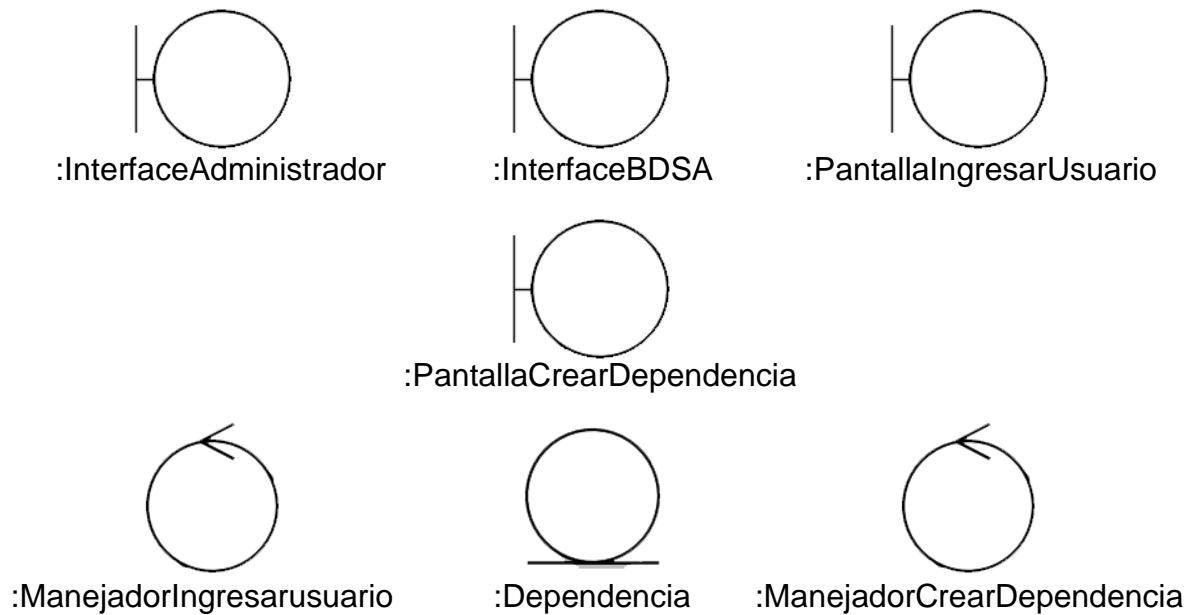 :InterfaceAdministrador :InterfaceBDSA :PantallaIngresarUsuario
:PantallaCrearDependencia
:ManejadorIngresarusuario :Dependencia :ManejadorCrearDependencia